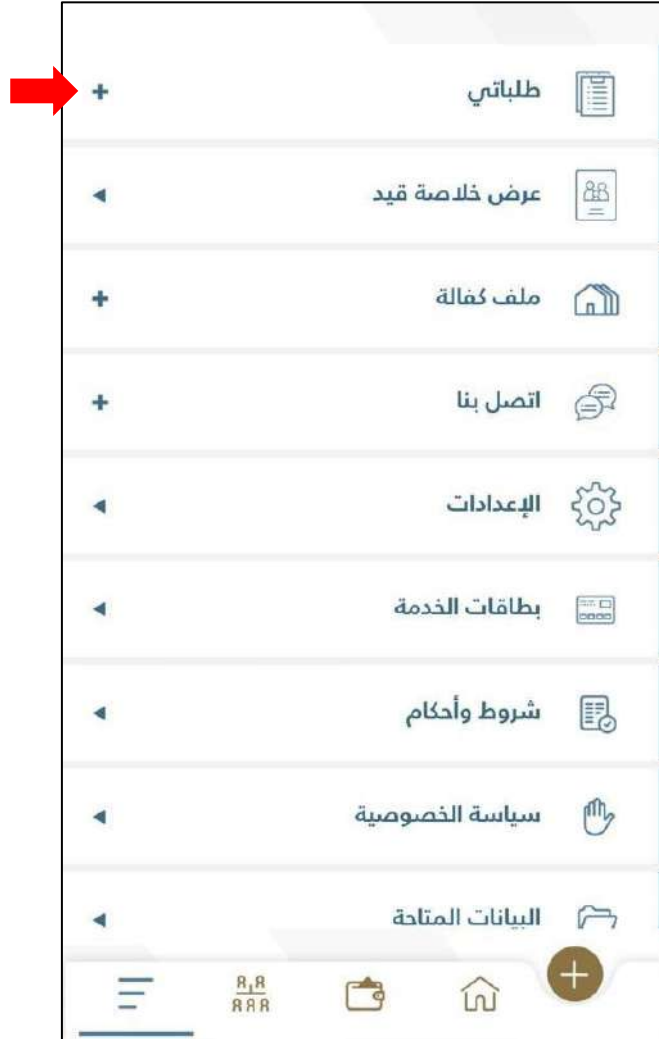 طلباتي
عرض خلاصة قيد
ملف كفالة
اتصل بنا
الإعدادات
بطاقات الخدمة
شروط وأحكام
سياسة الخصوصية
البيانات المتاحة